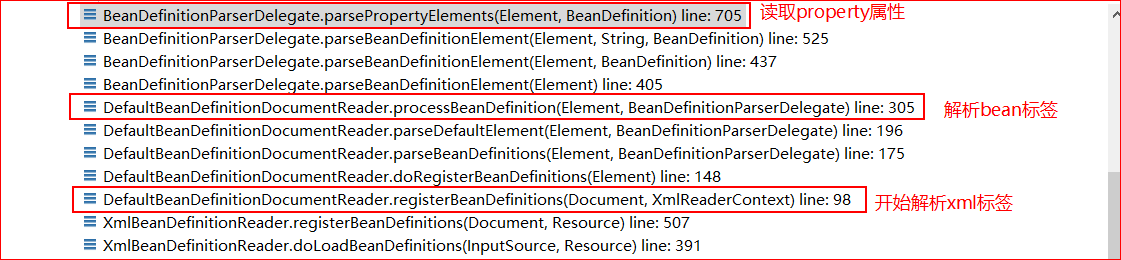 BeanDefinitionParserDelegate.parsePropertyElements(Element, BeanDefinition) line: 705
读取property属性
BeanDefinitionParserDelegate.parseBeanDefinitionElement(Element, String, BeanDefinition) line: 525
BeanDefinitionParserDelegate.parseBeanDefinitionElement(Element, BeanDefinition) line: 437
BeanDefinitionParserDelegate.parseBeanDefinitionElement(Element) line: 405
DefaultBeanDefinitionDocumentReader.processBeanDefinition(Element, BeanDefinitionParserDelegate) line: 305
解析bean标签
DefaultBeanDefinitionDocumentReader.parseDefaultElement(Element, BeanDefinitionParserDelegate) line: 196
DefaultBeanDefinitionDocumentReader.parseBeanDefinitions(Element, BeanDefinitionParserDelegate) line: 175
DefaultBeanDefinitionDocumentReader.doRegisterBeanDefinitions(Element) line: 148
DefaultBeanDefinitionDocumentReader.registerBeanDefinitions(Document, XmlReaderContext) line: 98
开始解析xml标签
XmlBeanDefinitionReader.registerBeanDefinitions(Document, Resource) line: 507
XmlBeanDefinitionReader.doLoadBeanDefinitions(InputSource, Resource) line: 391